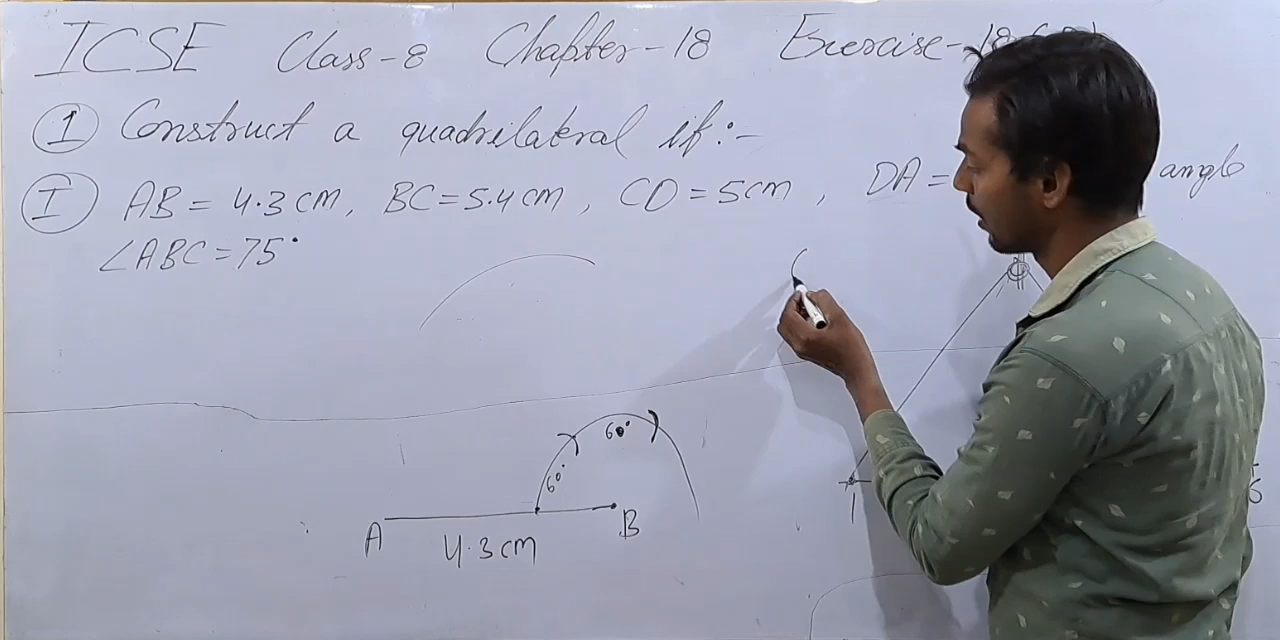 ICSE Class-8 Chapter-18 Exercise-18
① Construct a quadrilateral if:-
Ⓘ AB = 4.3 cm, BC = 5.4 cm, CD = 5 cm, DA = angle
∠ABC = 75°
60° 60°
A B
4.3 cm